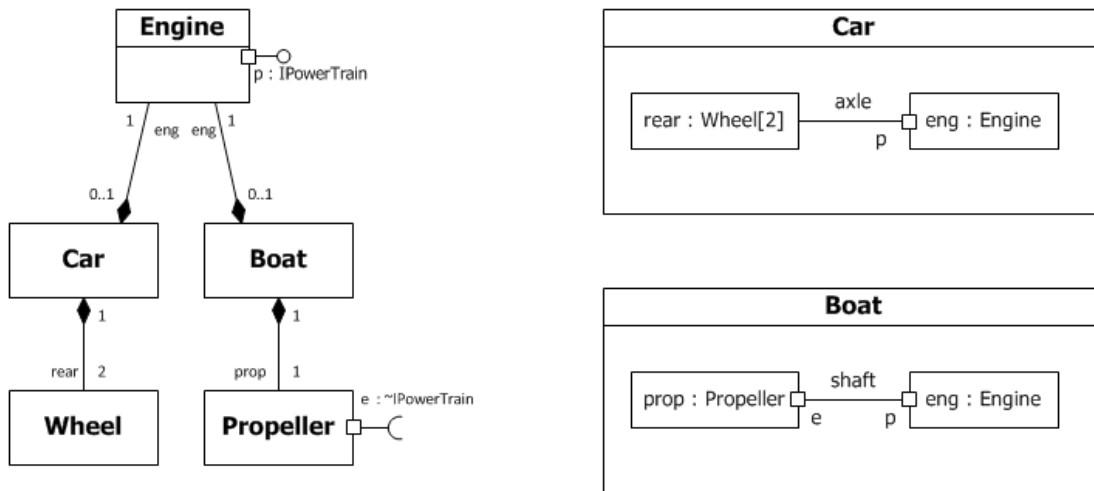 Engine
p : IPowerTrain
1
eng
eng
1
0..1
0..1
Car
Boat
1
1
rear
2
prop
1
e : ~IPowerTrain
Wheel
Propeller
Car
rear : Wheel[2]
axle
p
eng : Engine
Boat
prop : Propeller
shaft
e
p
eng : Engine